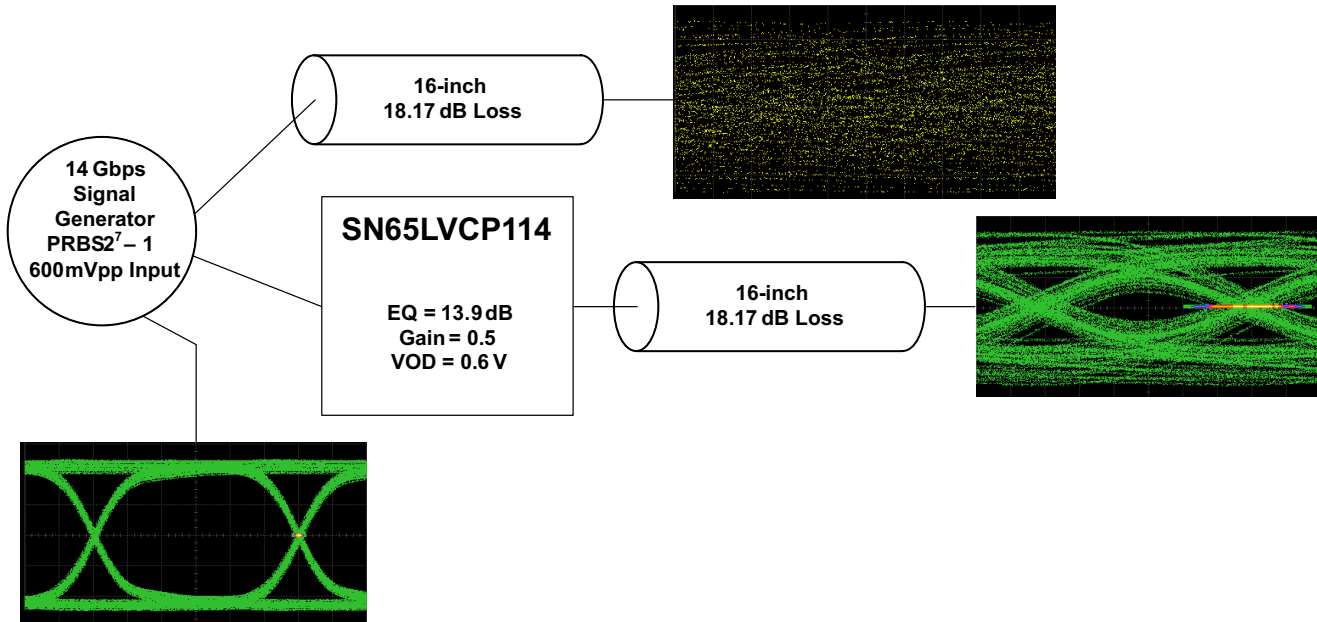 16-inch
18.17 dB Loss
14 Gbps
Signal
Generator
PRBS2⁷ – 1
600mVpp Input
SN65LVCP114
EQ = 13.9 dB
Gain = 0.5
VOD = 0.6 V
16-inch
18.17 dB Loss